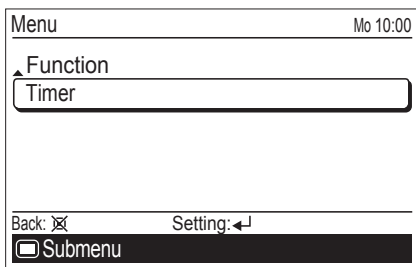 Menu Mo 10:00
Function
Timer
Back: Setting:
Submenu